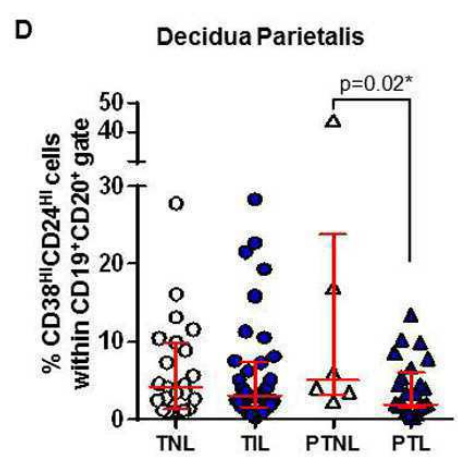 D
Decidua Parietalis
p=0.02*
% CD38ᴴᴵCD24ᴴᴵ cells
within CD19⁺CD20⁺ gate
50
40
30
20
10
0
TNL TIL PTNL PTL